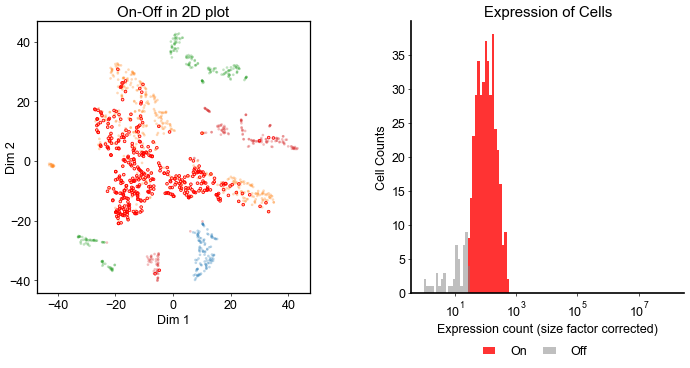 On-Off in 2D plot
Dim 2
40
20
0
−20
−40
−40 −20 0 20 40
Dim 1
Expression of Cells
Cell Counts
35
30
25
20
15
10
5
0
10^1 10^3 10^5 10^7
Expression count (size factor corrected)
On Off